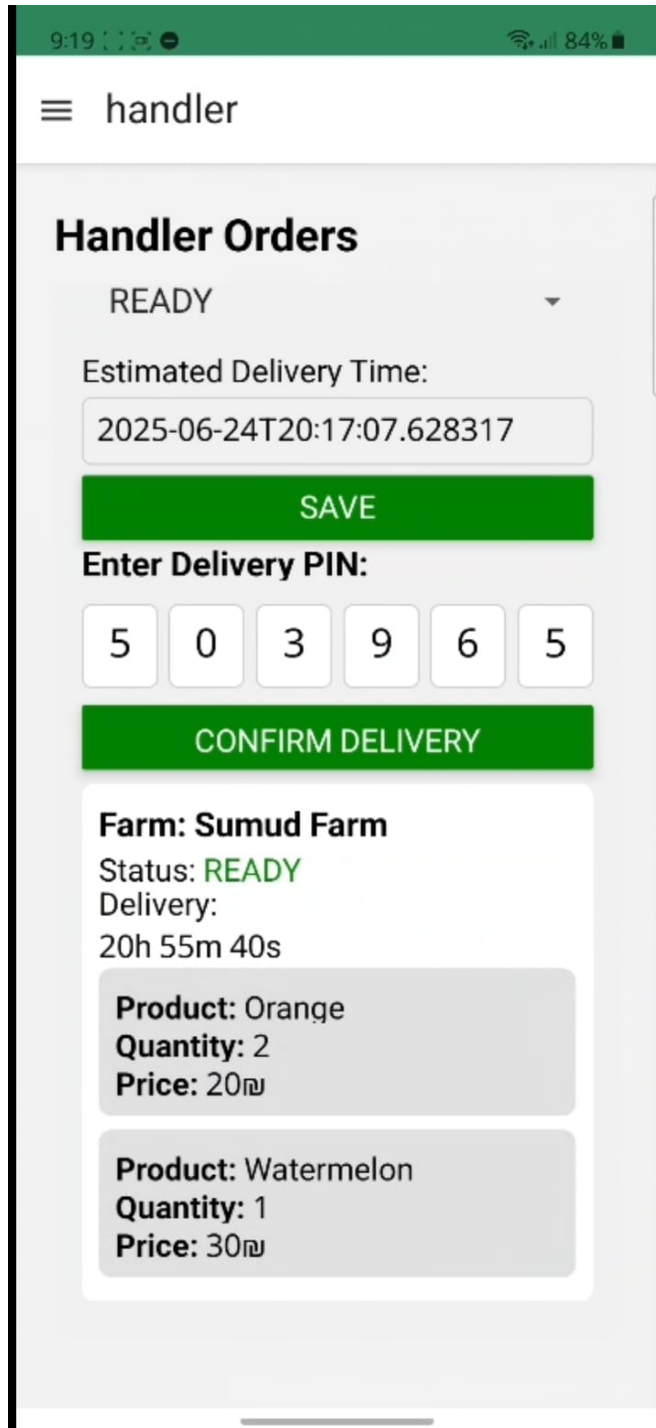 9:19
84%
handler
Handler Orders
READY
Estimated Delivery Time:
2025-06-24T20:17:07.628317
SAVE
Enter Delivery PIN:
5 0 3 9 6 5
CONFIRM DELIVERY
Farm: Sumud Farm
Status: READY
Delivery:
20h 55m 40s
Product: Orange
Quantity: 2
Price: 20₪
Product: Watermelon
Quantity: 1
Price: 30₪